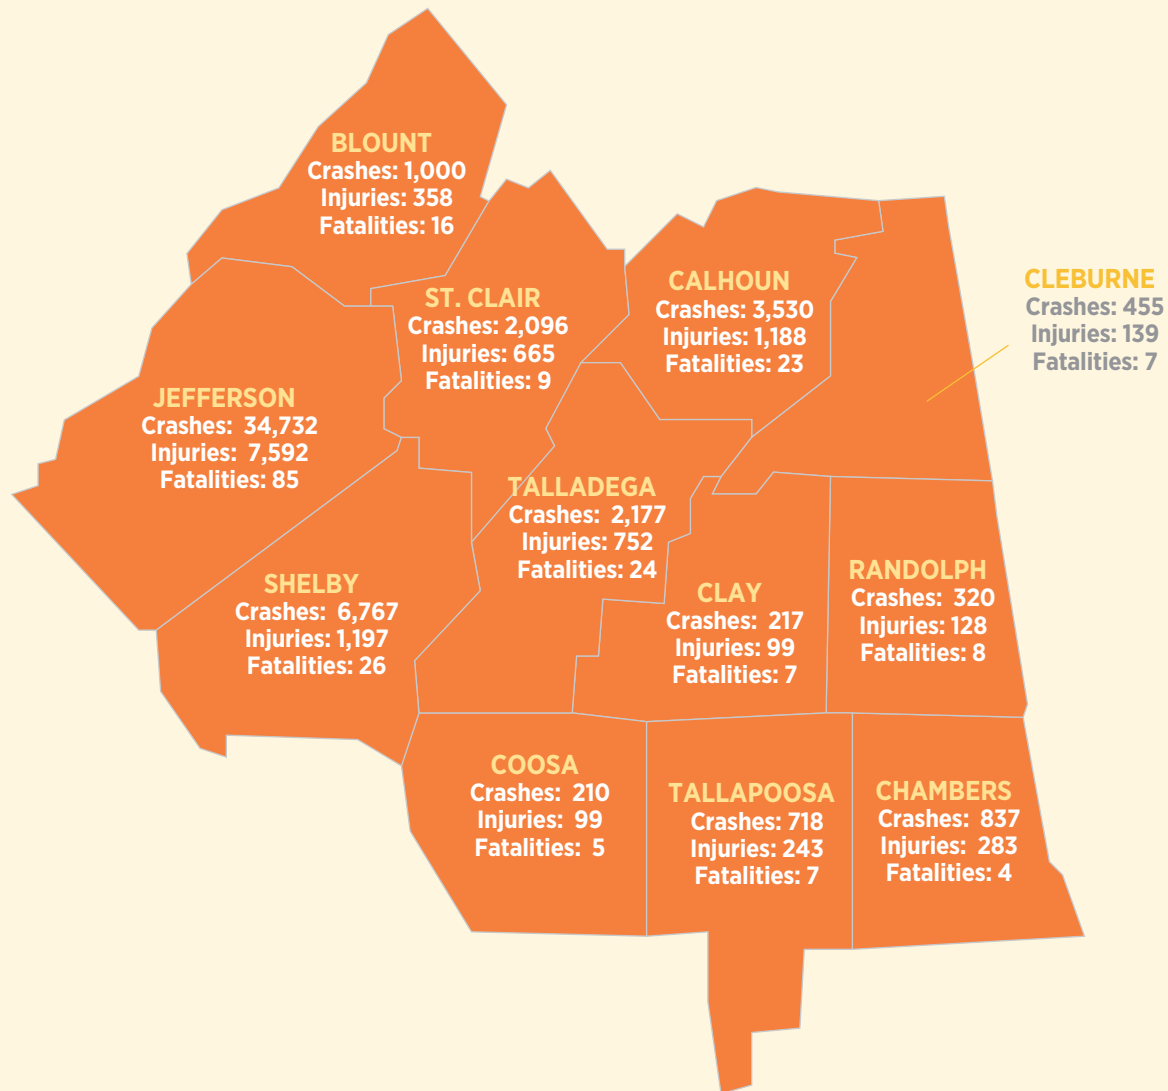 BLOUNT
Crashes: 1,000
Injuries: 358
Fatalities: 16
ST. CLAIR
Crashes: 2,096
Injuries: 665
Fatalities: 9
CALHOUN
Crashes: 3,530
Injuries: 1,188
Fatalities: 23
CLEBURNE
Crashes: 455
Injuries: 139
Fatalities: 7
JEFFERSON
Crashes: 34,732
Injuries: 7,592
Fatalities: 85
TALLADEGA
Crashes: 2,177
Injuries: 752
Fatalities: 24
SHELBY
Crashes: 6,767
Injuries: 1,197
Fatalities: 26
CLAY
Crashes: 217
Injuries: 99
Fatalities: 7
RANDOLPH
Crashes: 320
Injuries: 128
Fatalities: 8
COOSA
Crashes: 210
Injuries: 99
Fatalities: 5
TALLAPOOSA
Crashes: 718
Injuries: 243
Fatalities: 7
CHAMBERS
Crashes: 837
Injuries: 283
Fatalities: 4